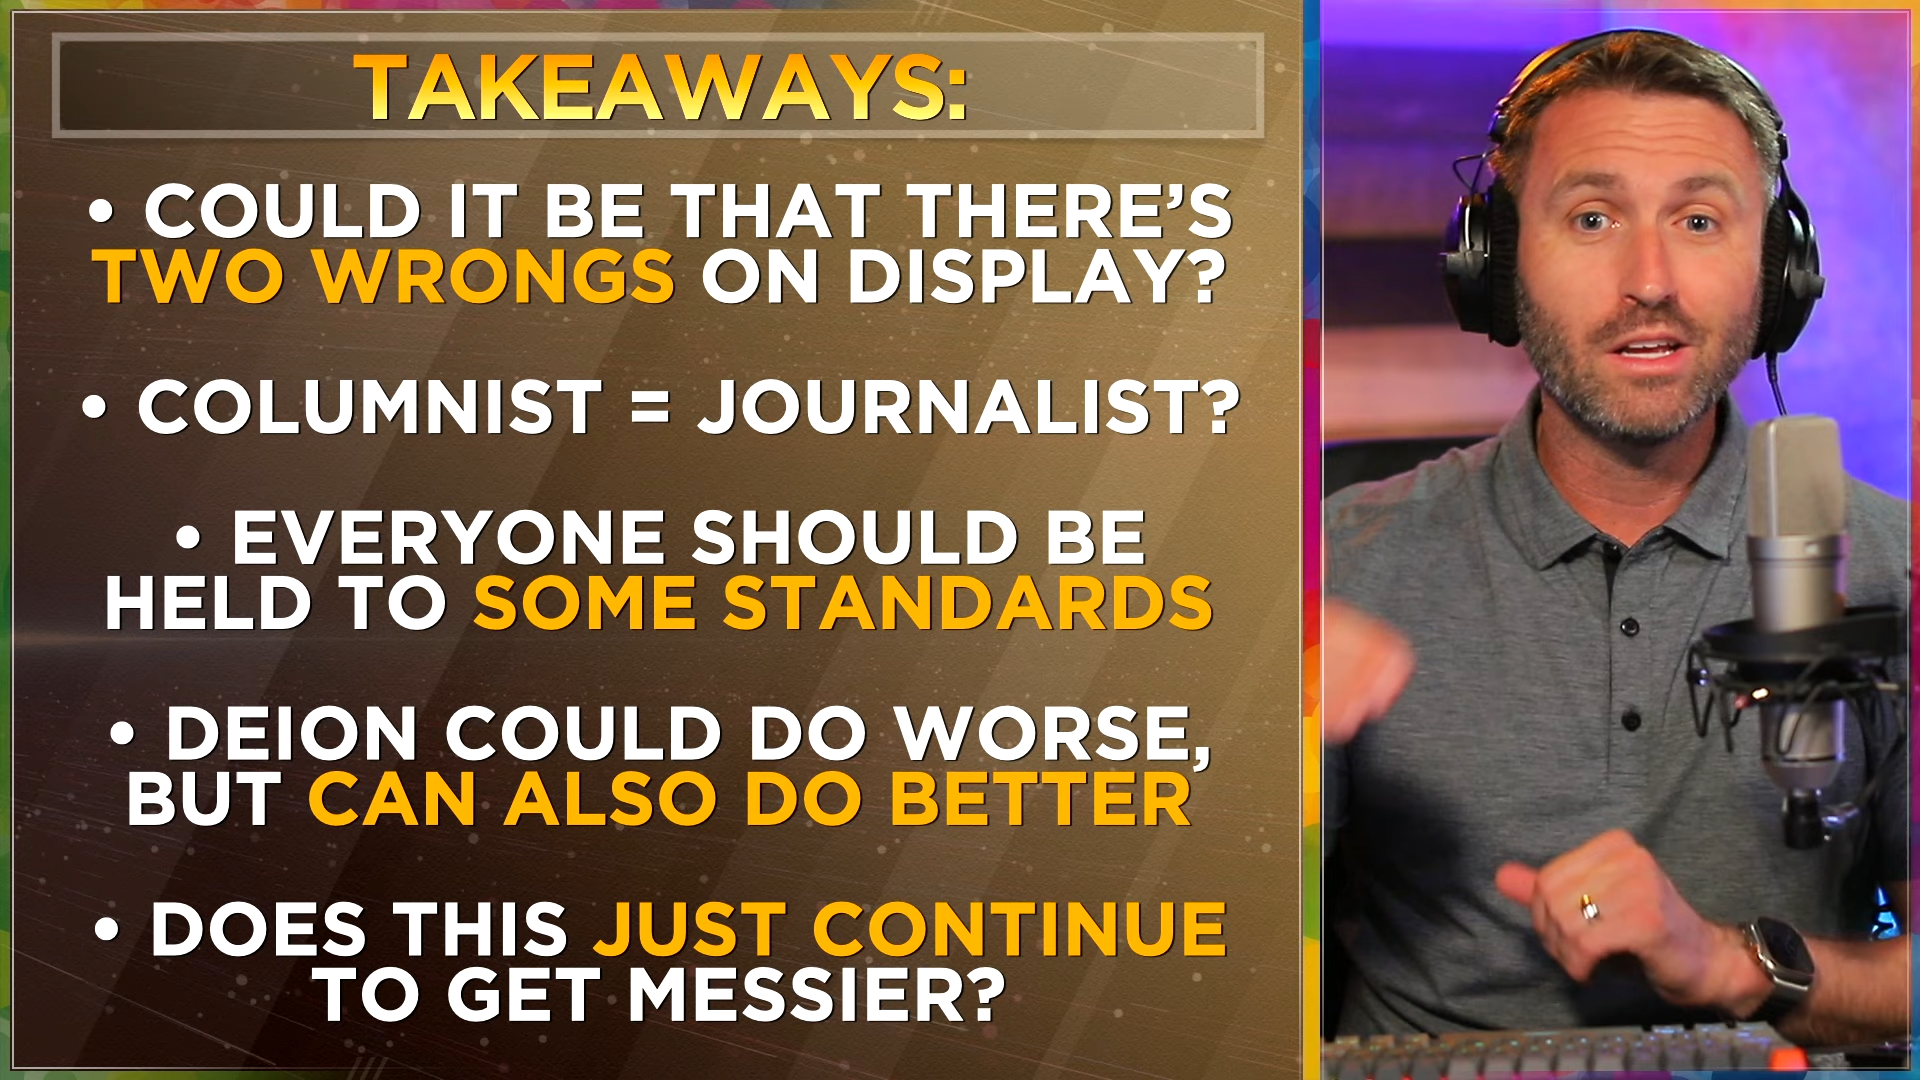 TAKEAWAYS:
• COULD IT BE THAT THERE’S
TWO WRONGS ON DISPLAY?
• COLUMNIST = JOURNALIST?
• EVERYONE SHOULD BE
HELD TO SOME STANDARDS
• DEION COULD DO WORSE,
BUT CAN ALSO DO BETTER
• DOES THIS JUST CONTINUE
TO GET MESSIER?